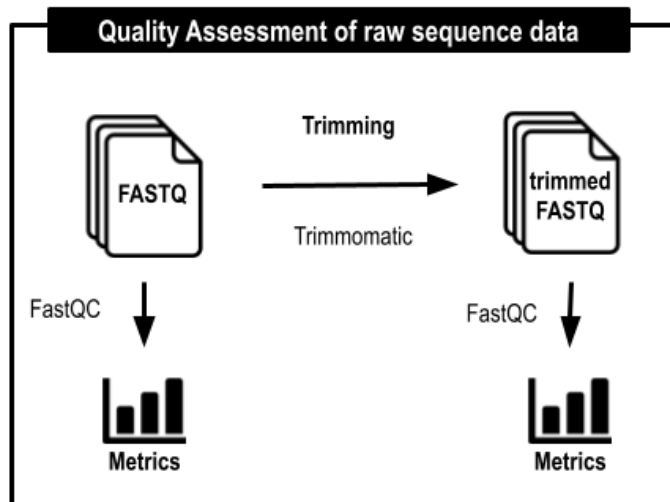 Quality Assessment of raw sequence data
Trimming
FASTQ
trimmed
FASTQ
Trimmomatic
FastQC
FastQC
Metrics
Metrics